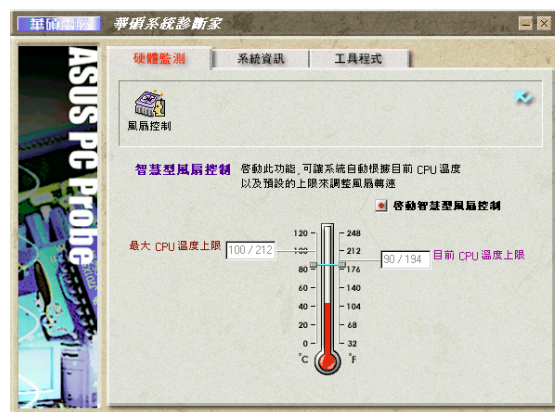 華碩電腦 華碩系統診斷家
ASUS PC Probe
硬體監測 系統資訊 工具程式
風扇控制
智慧型風扇控制 啓動此功能,可讓系統自動根據目前 CPU 溫度
以及預設的上限來調整風扇轉速
啓動智慧型風扇控制
最大 CPU 溫度上限 100 / 212
90 / 194 目前 CPU 溫度上限
120 248
100 212
80 176
60 140
40 104
20 68
0 32
°C °F